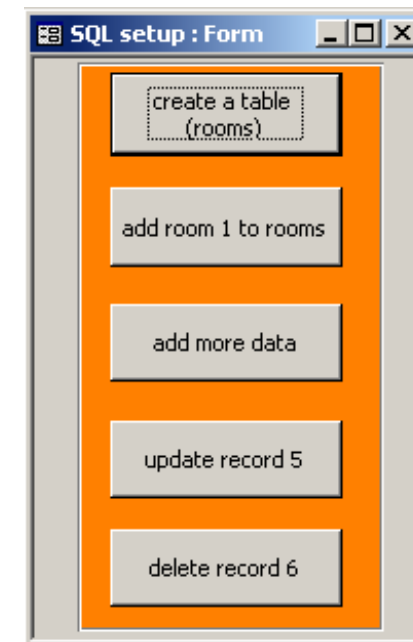 SQL setup : Form
create a table
(rooms)
add room 1 to rooms
add more data
update record 5
delete record 6